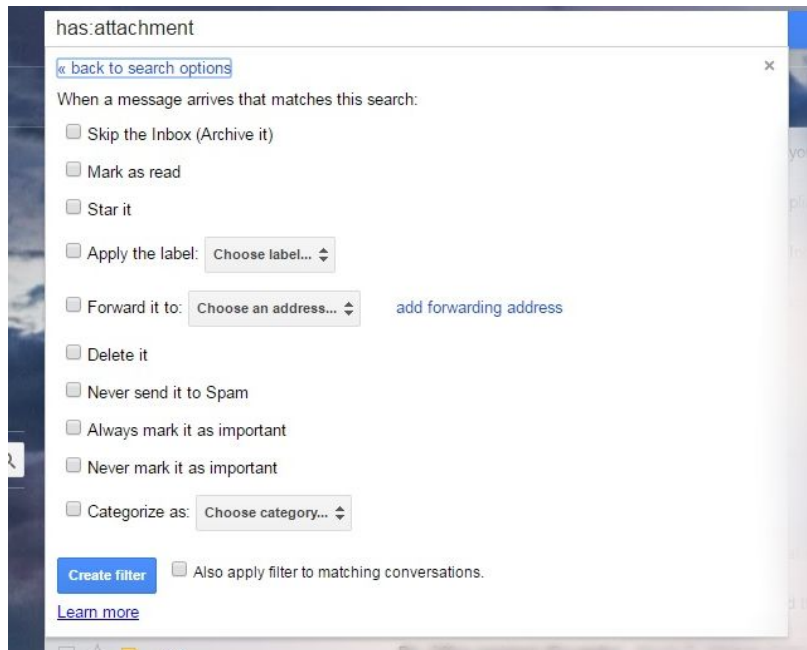 has:attachment
« back to search options
×
When a message arrives that matches this search:
Skip the Inbox (Archive it)
Mark as read
Star it
Apply the label: Choose label...
Forward it to: Choose an address... add forwarding address
Delete it
Never send it to Spam
Always mark it as important
Never mark it as important
Categorize as: Choose category...
Create filter Also apply filter to matching conversations.
Learn more